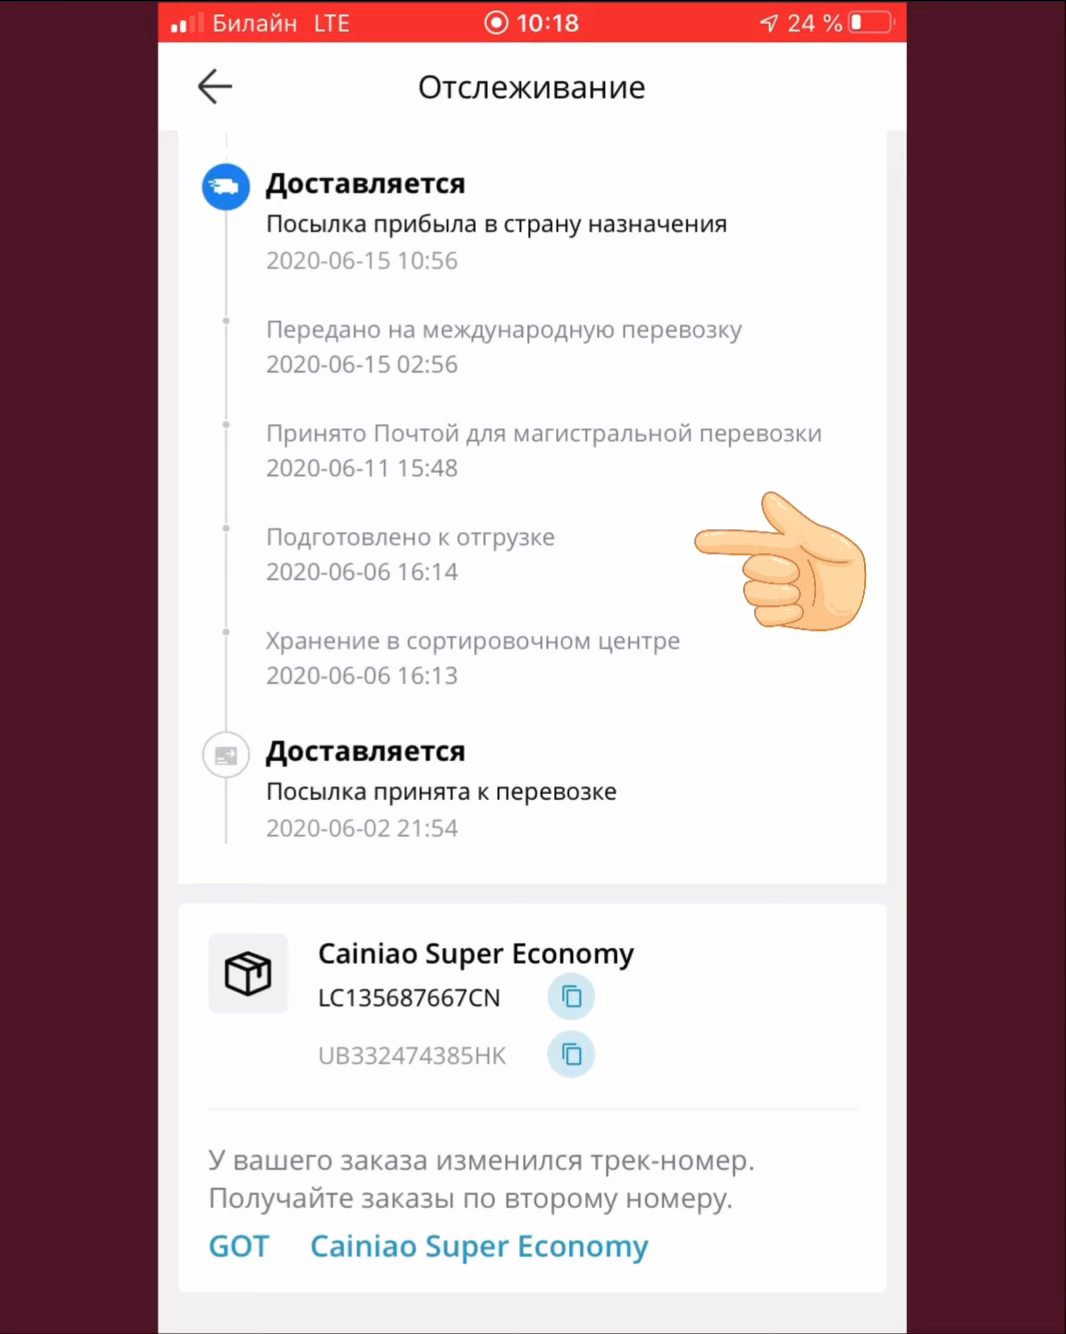 Билайн LTE 10:18 24 %
Отслеживание
Доставляется
Посылка прибыла в страну назначения
2020-06-15 10:56
Передано на международную перевозку
2020-06-15 02:56
Принято Почтой для магистральной перевозки
2020-06-11 15:48
Подготовлено к отгрузке
2020-06-06 16:14
Хранение в сортировочном центре
2020-06-06 16:13
Доставляется
Посылка принята к перевозке
2020-06-02 21:54
Cainiao Super Economy
LC135687667CN
UB332474385HK
У вашего заказа изменился трек-номер.
Получайте заказы по второму номеру.
GOT Cainiao Super Economy